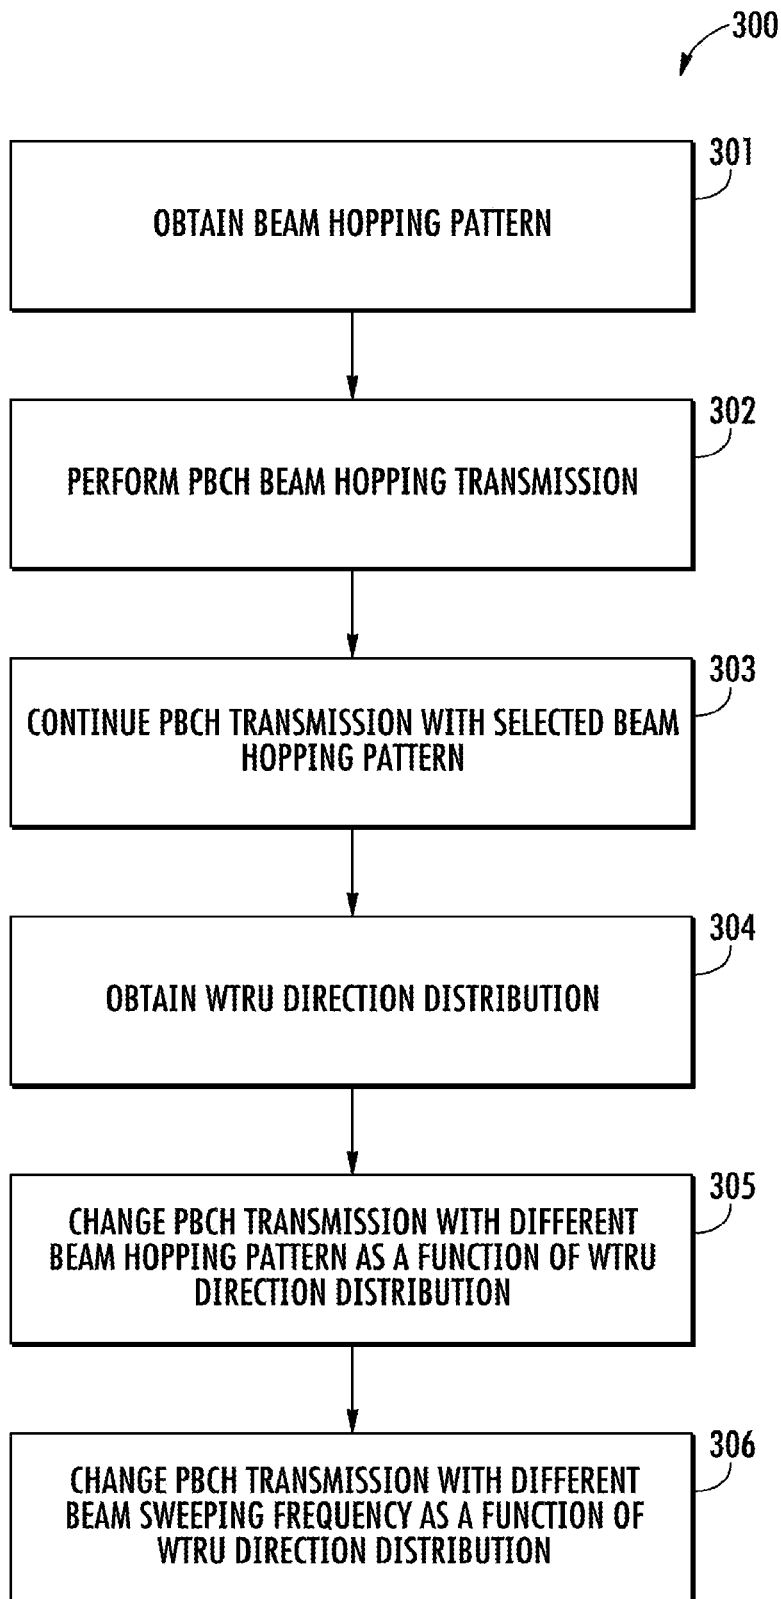 300
301
OBTAIN BEAM HOPPING PATTERN
302
PERFORM PBCH BEAM HOPPING TRANSMISSION
303
CONTINUE PBCH TRANSMISSION WITH SELECTED BEAM
HOPPING PATTERN
304
OBTAIN WTRU DIRECTION DISTRIBUTION
305
CHANGE PBCH TRANSMISSION WITH DIFFERENT
BEAM HOPPING PATTERN AS A FUNCTION OF WTRU
DIRECTION DISTRIBUTION
306
CHANGE PBCH TRANSMISSION WITH DIFFERENT
BEAM SWEEPING FREQUENCY AS A FUNCTION OF
WTRU DIRECTION DISTRIBUTION